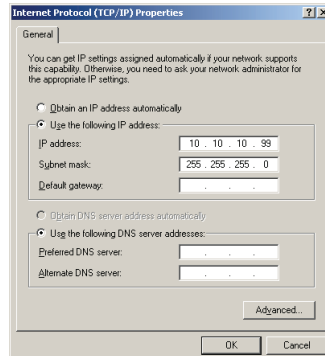 Internet Protocol (TCP/IP) Properties
General
You can get IP settings assigned automatically if your network supports
this capability. Otherwise, you need to ask your network administrator for
the appropriate IP settings.
Obtain an IP address automatically
Use the following IP address:
IP address: 10 . 10 . 10 . 99
Subnet mask: 255 . 255 . 255 . 0
Default gateway: . . .
Obtain DNS server address automatically
Use the following DNS server addresses:
Preferred DNS server: . . .
Alternate DNS server: . . .
Advanced...
OK Cancel